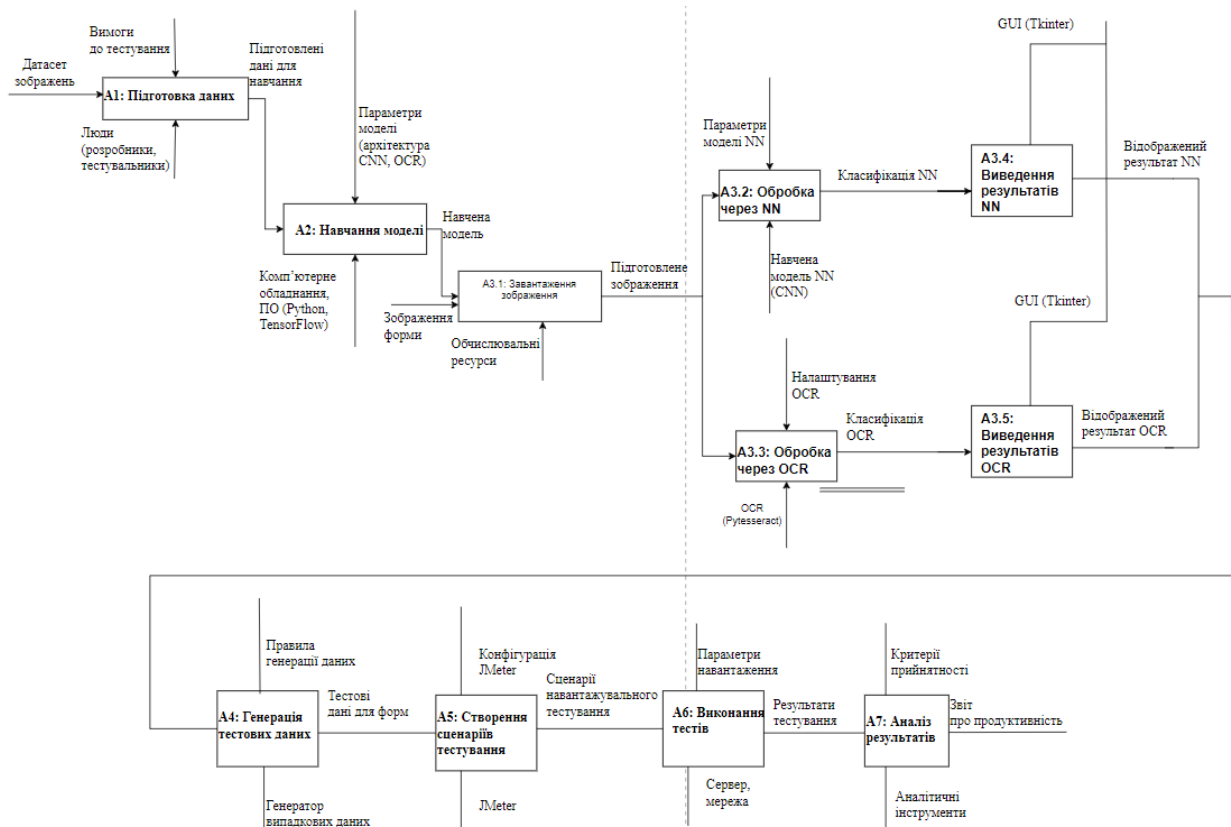 Вимоги
до тестування
Датасет
зображень
Підготовлені
дані для
навчання
А1: Підготовка даних
Люди
(розробники,
тестувальники)
Параметри
моделі
(архітектура
CNN, OCR)
А2: Навчання моделі
Навчена
модель
Комп’ютерне
обладнання,
ПО (Python,
TensorFlow)
А3.1: Завантаження
зображення
Зображення
форми
Обчислювальні
ресурси
Підготовлене
зображення
GUI (Tkinter)
Параметри
моделі NN
А3.2: Обробка
через NN
Класифікація NN
А3.4:
Виведення
результатів
NN
Відображений
результат NN
Навчена
модель NN
(CNN)
GUI (Tkinter)
Налаштування
OCR
А3.3: Обробка
через OCR
Класифікація
OCR
А3.5:
Виведення
результатів
OCR
Відображений
результат OCR
OCR
(Pytesseract)
Правила
генерації даних
А4: Генерація
тестових даних
Тестові
дані для форм
Генератор
випадкових даних
Конфігурація
JMeter
А5: Створення
сценаріїв
тестування
Сценарії
навантажувального
тестування
JMeter
Параметри
навантаження
А6: Виконання
тестів
Результати
тестування
Сервер,
мережа
Критерії
прийнятності
А7: Аналіз
результатів
Звіт
про продуктивність
Аналітичні
інструменти